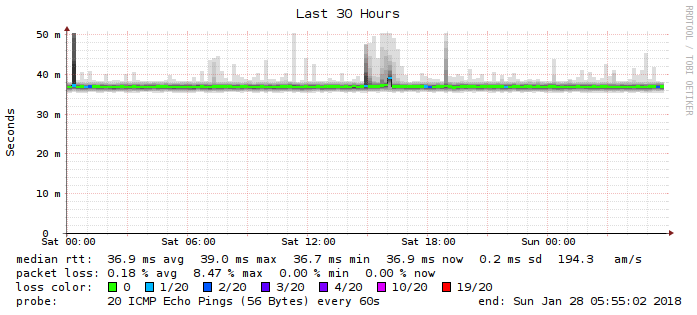 Last 30 Hours
RRDTOOL / TOBI OETIKER
Seconds
50 m
40 m
30 m
20 m
10 m
0
Sat 00:00 Sat 06:00 Sat 12:00 Sat 18:00 Sun 00:00
median rtt: 36.9 ms avg 39.0 ms max 36.7 ms min 36.9 ms now 0.2 ms sd 194.3 am/s
packet loss: 0.18 % avg 8.47 % max 0.00 % min 0.00 % now
loss color: 0 1/20 2/20 3/20 4/20 10/20 19/20
probe: 20 ICMP Echo Pings (56 Bytes) every 60s end: Sun Jan 28 05:55:02 2018